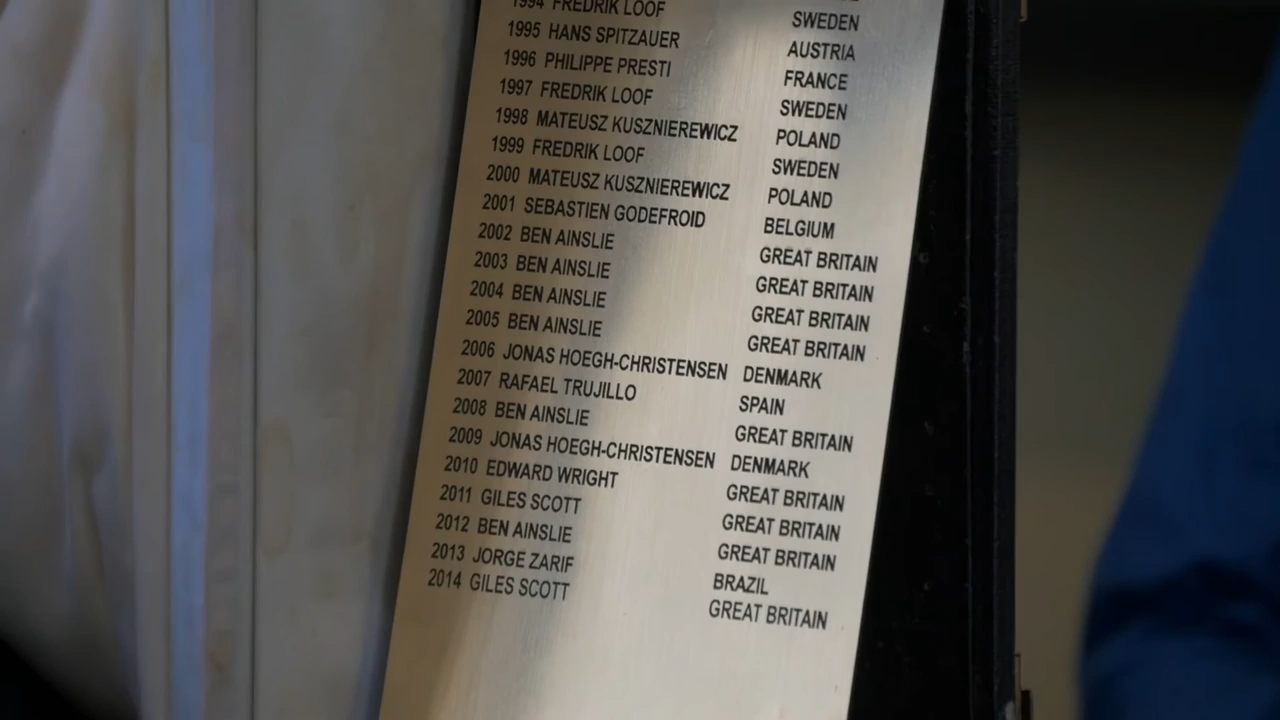 1994 FREDRIK LOOF SWEDEN
1995 HANS SPITZAUER AUSTRIA
1996 PHILIPPE PRESTI FRANCE
1997 FREDRIK LOOF SWEDEN
1998 MATEUSZ KUSZNIEREWICZ POLAND
1999 FREDRIK LOOF SWEDEN
2000 MATEUSZ KUSZNIEREWICZ POLAND
2001 SEBASTIEN GODEFROID BELGIUM
2002 BEN AINSLIE GREAT BRITAIN
2003 BEN AINSLIE GREAT BRITAIN
2004 BEN AINSLIE GREAT BRITAIN
2005 BEN AINSLIE GREAT BRITAIN
2006 JONAS HOEGH-CHRISTENSEN DENMARK
2007 RAFAEL TRUJILLO SPAIN
2008 BEN AINSLIE GREAT BRITAIN
2009 JONAS HOEGH-CHRISTENSEN DENMARK
2010 EDWARD WRIGHT GREAT BRITAIN
2011 GILES SCOTT GREAT BRITAIN
2012 BEN AINSLIE GREAT BRITAIN
2013 JORGE ZARIF BRAZIL
2014 GILES SCOTT GREAT BRITAIN